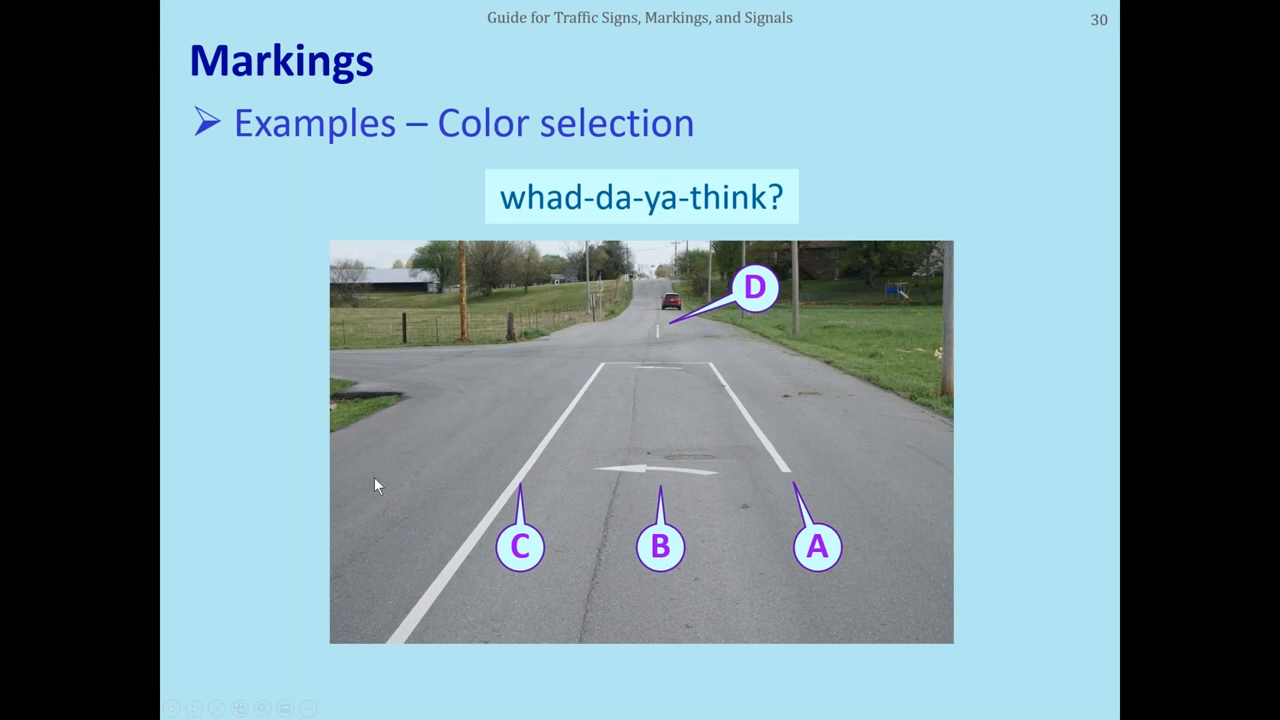 Guide for Traffic Signs, Markings, and Signals
30
Markings
Examples – Color selection
whad-da-ya-think?
D
C
B
A